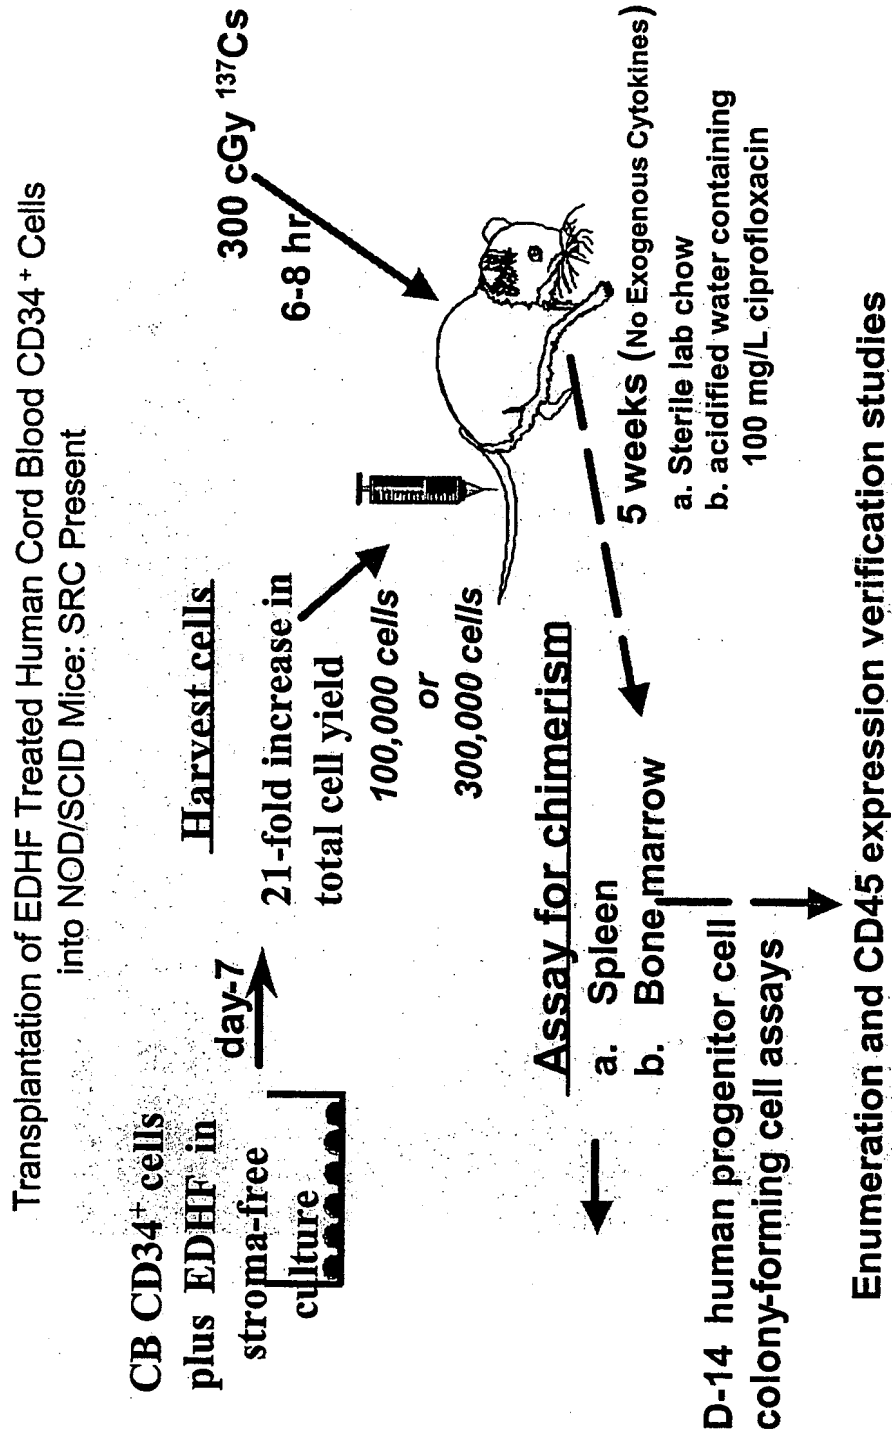 Transplantation of EDHF Treated Human Cord Blood CD34+ Cells
into NOD/SCID Mice: SRC Present
CB CD34+ cells
plus EDHF in
stroma-free
culture
day-7
Harvest cells
21-fold increase in
total cell yield
100,000 cells
or
300,000 cells
300 cGy 137Cs
6-8 hr
5 weeks (No Exogenous Cytokines)
a. Sterile lab chow
b. acidified water containing
100 mg/L ciprofloxacin
Assay for chimerism
a. Spleen
b. Bone marrow
D-14 human progenitor cell
colony-forming cell assays
Enumeration and CD45 expression verification studies